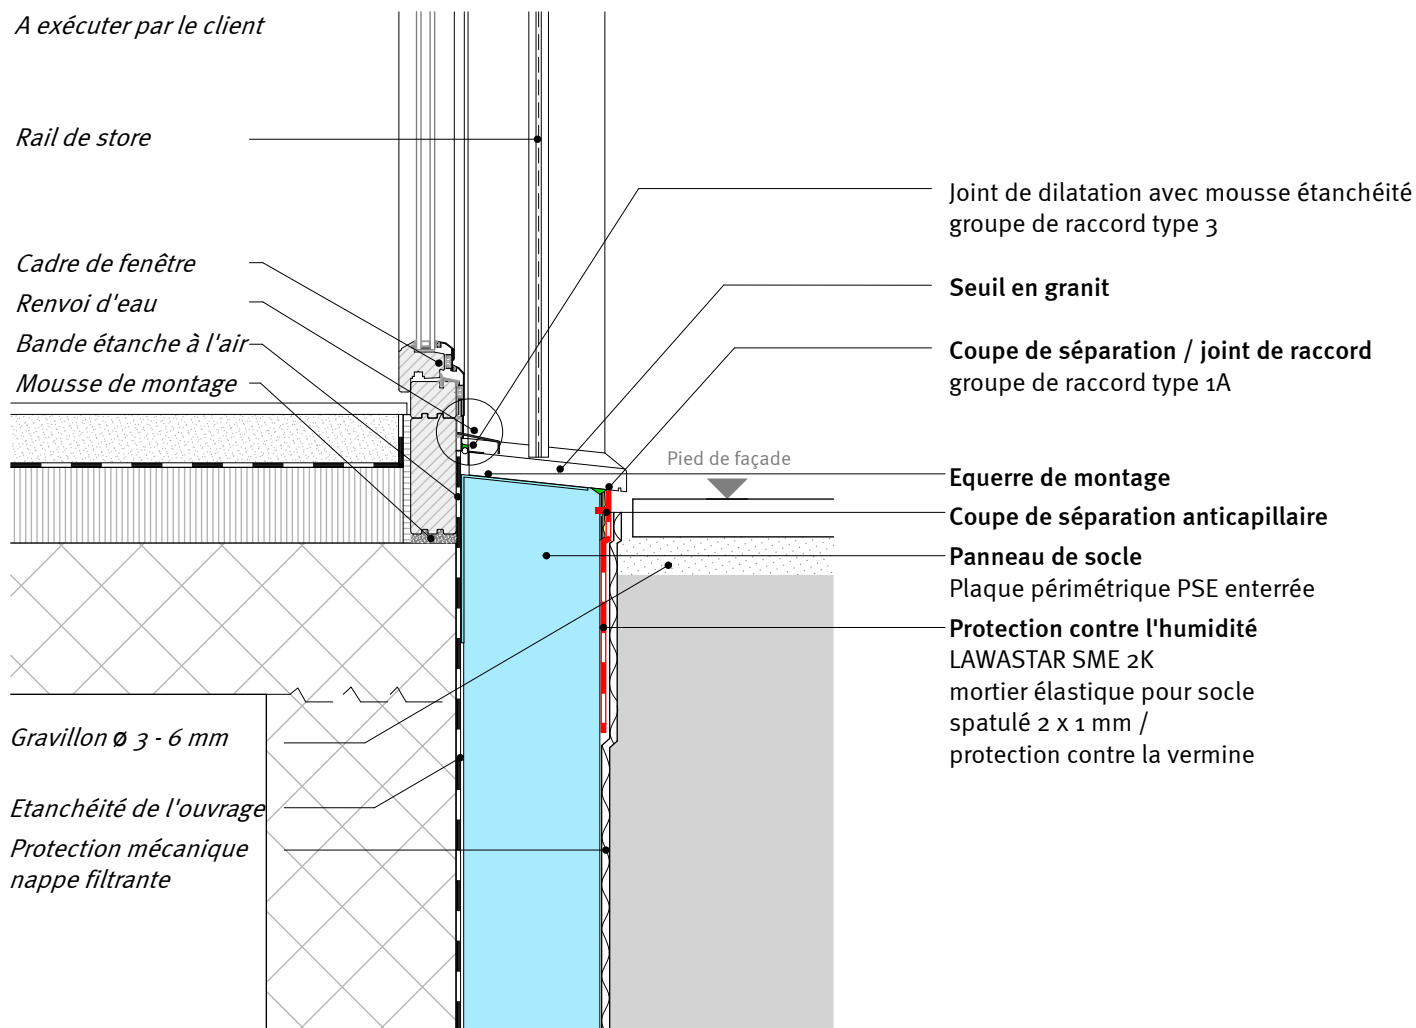 A exécuter par le client
Rail de store
Cadre de fenêtre
Renvoi d'eau
Bande étanche à l'air
Mousse de montage
Gravillon ø 3 - 6 mm
Etanchéité de l'ouvrage
Protection mécanique
nappe filtrante
Pied de façade
Joint de dilatation avec mousse étanchéité
groupe de raccord type 3
Seuil en granit
Coupe de séparation / joint de raccord
groupe de raccord type 1A
Equerre de montage
Coupe de séparation anticapillaire
Panneau de socle
Plaque périmétrique PSE enterrée
Protection contre l'humidité
LAWASTAR SME 2K
mortier élastique pour socle
spatulé 2 x 1 mm /
protection contre la vermine